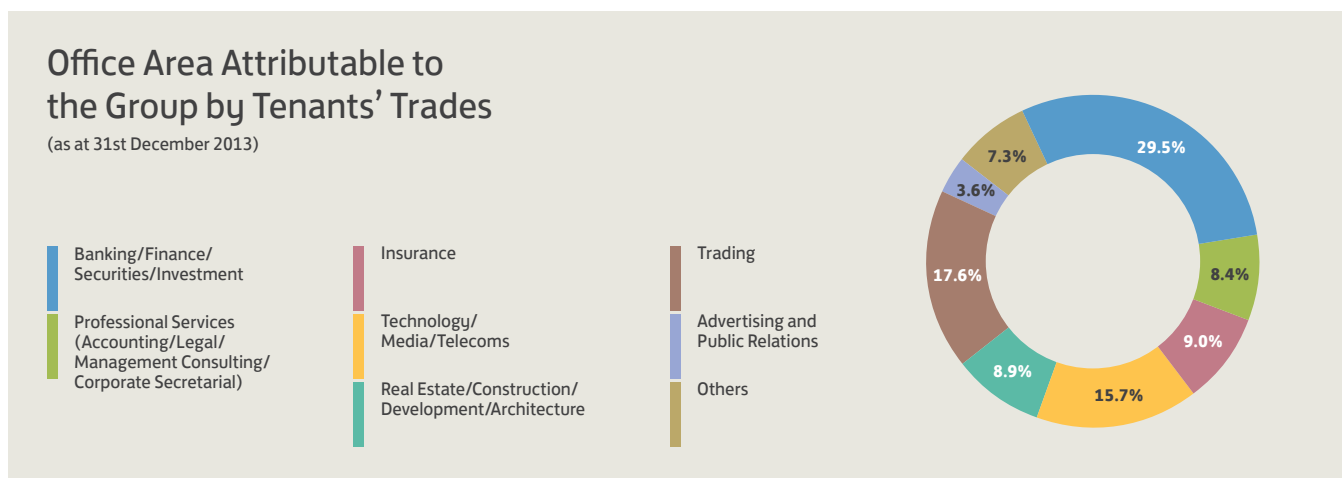 Office Area Attributable to
the Group by Tenants’ Trades
(as at 31st December 2013)
Banking/Finance/
Securities/Investment
Professional Services
(Accounting/Legal/
Management Consulting/
Corporate Secretarial)
Insurance
Technology/
Media/Telecoms
Real Estate/Construction/
Development/Architecture
Trading
Advertising and
Public Relations
Others
29.5%
8.4%
9.0%
15.7%
8.9%
17.6%
3.6%
7.3%